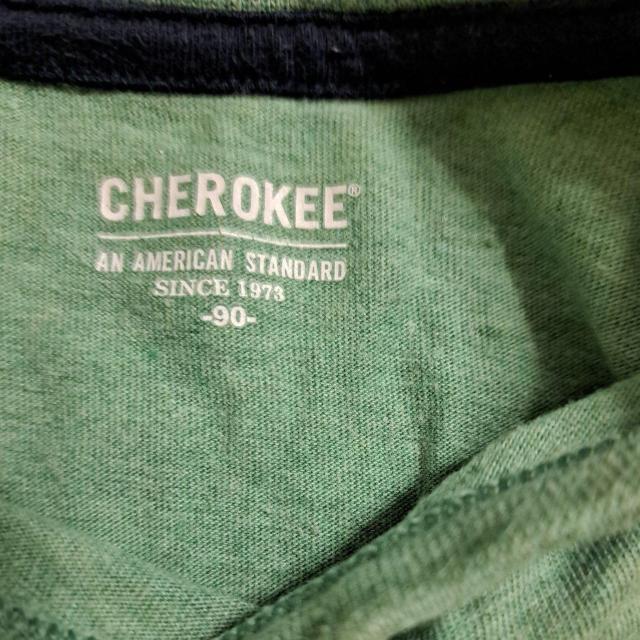 CHEROKEE®
AN AMERICAN STANDARD
SINCE 1973
-90-